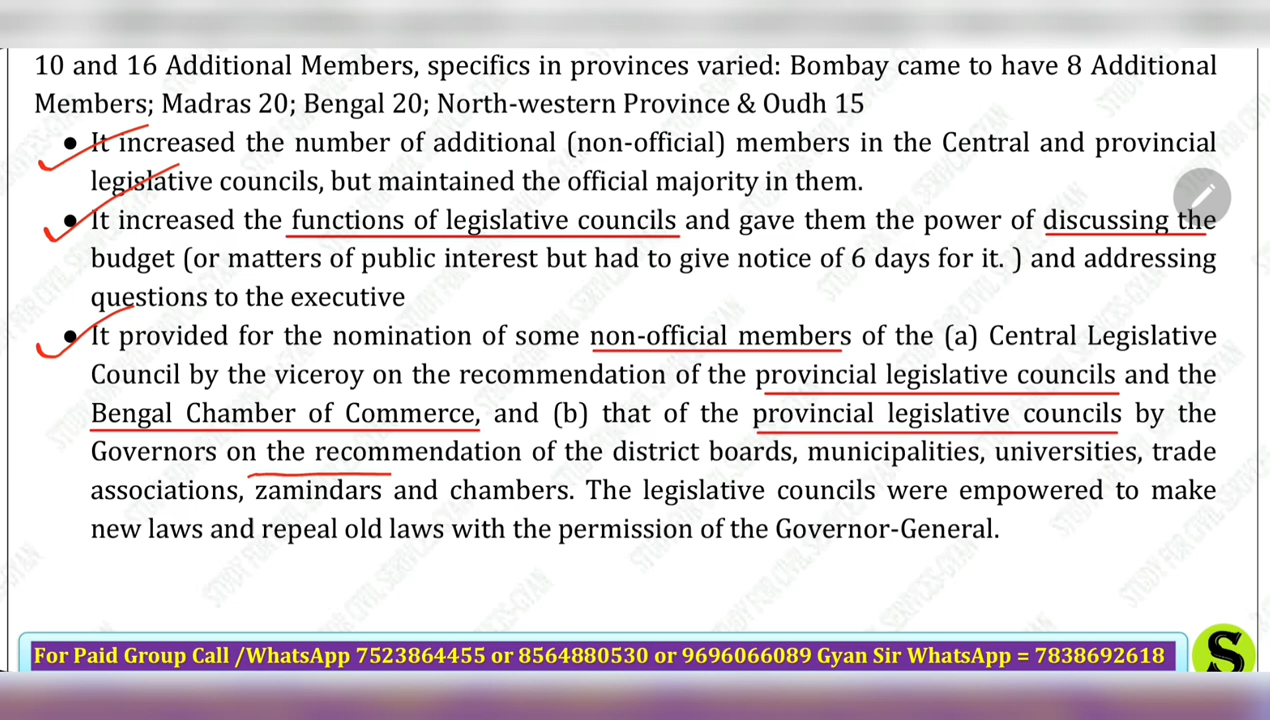 10 and 16 Additional Members, specifics in provinces varied: Bombay came to have 8 Additional
Members; Madras 20; Bengal 20; North-western Province & Oudh 15
● It increased the number of additional (non-official) members in the Central and provincial
legislative councils, but maintained the official majority in them.
● It increased the functions of legislative councils and gave them the power of discussing the
budget (or matters of public interest but had to give notice of 6 days for it. ) and addressing
questions to the executive
● It provided for the nomination of some non-official members of the (a) Central Legislative
Council by the viceroy on the recommendation of the provincial legislative councils and the
Bengal Chamber of Commerce, and (b) that of the provincial legislative councils by the
Governors on the recommendation of the district boards, municipalities, universities, trade
associations, zamindars and chambers. The legislative councils were empowered to make
new laws and repeal old laws with the permission of the Governor-General.
For Paid Group Call /WhatsApp 7523864455 or 8564880530 or 9696066089 Gyan Sir WhatsApp = 7838692618
S